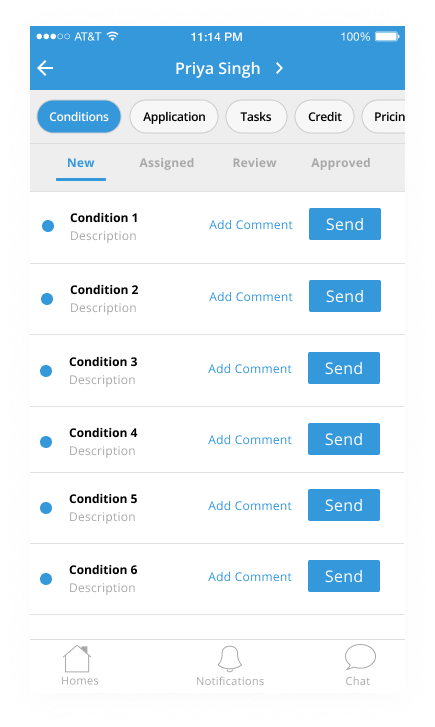 AT&T 11:14 PM 100%
Priya Singh
Conditions Application Tasks Credit Pricin
New Assigned Review Approved
Condition 1
Description
Add Comment Send
Condition 2
Description
Add Comment Send
Condition 3
Description
Add Comment Send
Condition 4
Description
Add Comment Send
Condition 5
Description
Add Comment Send
Condition 6
Description
Add Comment Send
Homes Notifications Chat